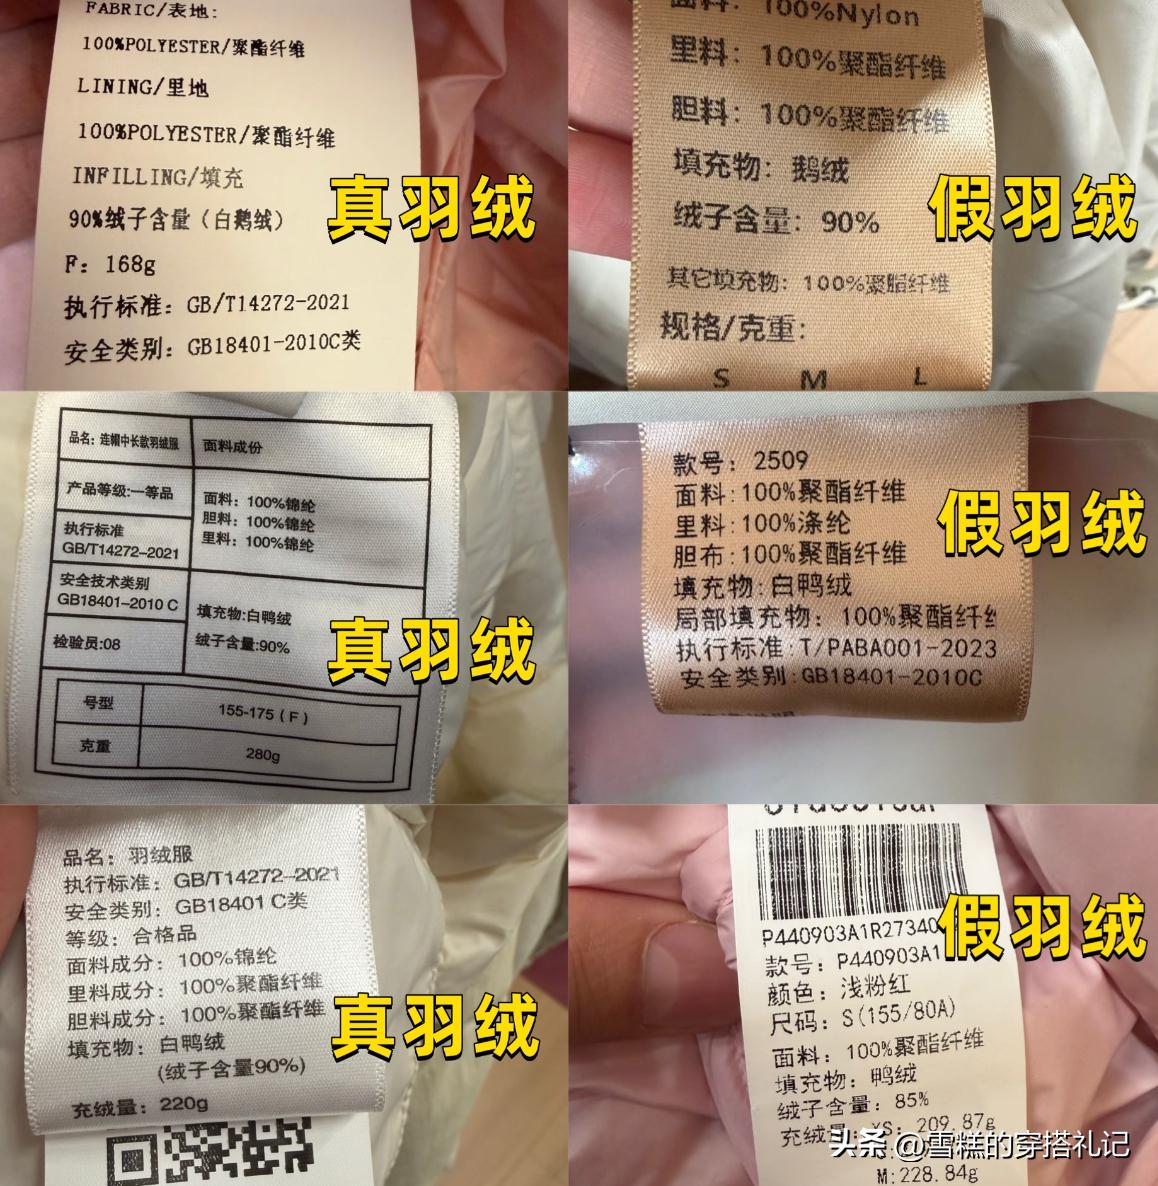 FABRIC/表地:
100%POLYESTER/聚酯纤维
LINING/里地
100%POLYESTER/聚酯纤维
INFILLING/填充
90%绒子含量（白鹅绒）
F: 168g
执行标准: GB/T14272-2021
安全类别: GB18401-2010C类
真羽绒
面料: 100%Nylon
里料: 100%聚酯纤维
胆料: 100%聚酯纤维
填充物: 鹅绒
绒子含量: 90%
其它填充物: 100%聚脂纤维
规格/克重:
S M L
假羽绒
品名: 连帽中长款羽绒服
面料成份
产品等级:一等品
面料: 100%锦纶
胆料: 100%锦纶
里料: 100%锦纶
执行标准
GB/T14272-2021
安全技术类别
GB18401-2010 C
填充物:白鸭绒
绒子含量:90%
检验员:08
号型
155-175 ( F )
克重
280g
真羽绒
款号: 2509
面料:100%聚酯纤维
里料:100%涤纶
胆布:100%聚酯纤维
填充物:白鸭绒
局部填充物: 100%聚酯纤
执行标准:T/PABA001-2023
安全类别:GB18401-2010C
假羽绒
品名: 羽绒服
执行标准: GB/T14272-2021
安全类别: GB18401 C类
等级: 合格品
面料成分: 100%锦纶
里料成分: 100%聚酯纤维
胆料成分: 100%聚酯纤维
填充物: 白鸭绒
(绒子含量90%)
充绒量: 220g
真羽绒
P440903A1R27340
款号: P440903A1
颜色: 浅粉红
尺码: S(155/80A)
面料: 100%聚酯纤维
填充物: 鸭绒
绒子含量: 85%
充绒量: XS: 209.87g
M:228.84g
假羽绒
头条 @雪糕的穿搭礼记